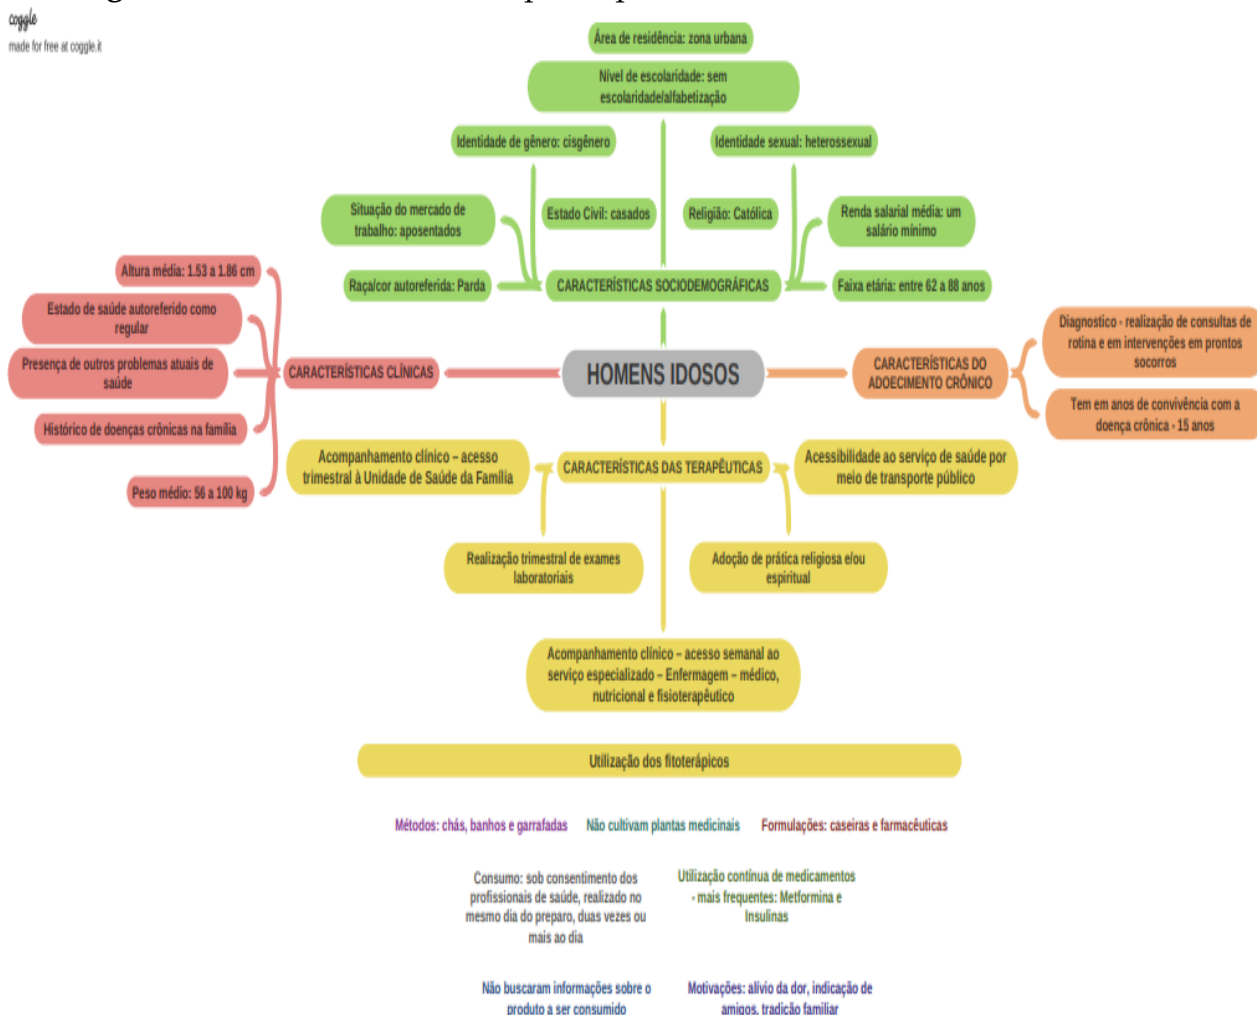 coggle
made for free at coggle.it
Área de residência: zona urbana
Nível de escolaridade: sem
escolaridade/alfabetização
Identidade de gênero: cisgênero
Identidade sexual: heterossexual
Situação do mercado de
trabalho: aposentados
Estado Civil: casados
Religião: Católica
Renda salarial média: um
salário mínimo
Raça/cor autoreferida: Parda
CARACTERÍSTICAS SOCIODEMOGRÁFICAS
Faixa etária: entre 62 a 88 anos
Altura média: 1.53 a 1.86 cm
Estado de saúde autoreferido como
regular
Presença de outros problemas atuais de
saúde
Histórico de doenças crônicas na família
Peso médio: 56 a 100 kg
CARACTERÍSTICAS CLÍNICAS
HOMENS IDOSOS
CARACTERÍSTICAS DO
ADOECIMENTO CRÔNICO
Diagnostico - realização de consultas de
rotina e em intervenções em prontos
socorros
Tem em anos de convivência com a
doença crônica - 15 anos
Acompanhamento clínico – acesso
trimestral à Unidade de Saúde da Família
CARACTERÍSTICAS DAS TERAPÊUTICAS
Acessibilidade ao serviço de saúde por
meio de transporte público
Realização trimestral de exames
laboratoriais
Adoção de prática religiosa e/ou
espiritual
Acompanhamento clínico – acesso semanal ao
serviço especializado – Enfermagem – médico,
nutricional e fisioterapêutico
Utilização dos fitoterápicos
Métodos: chás, banhos e garrafadas
Não cultivam plantas medicinais
Formulações: caseiras e farmacêuticas
Consumo: sob consentimento dos
profissionais de saúde, realizado no
mesmo dia do preparo, duas vezes ou
mais ao dia
Utilização contínua de medicamentos
- mais frequentes: Metformina e
Insulinas
Não buscaram informações sobre o
produto a ser consumido
Motivações: alívio da dor, indicação de
amigos, tradição familiar